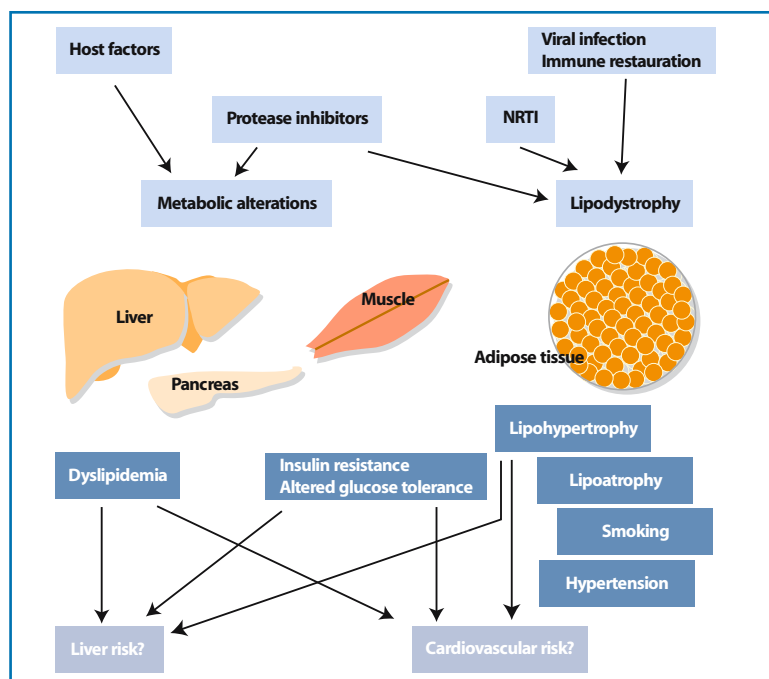 Host factors
Viral infection
Immune restauration
Protease inhibitors
NRTI
Metabolic alterations
Lipodystrophy
Liver
Muscle
Adipose tissue
Pancreas
Lipohypertrophy
Dyslipidemia
Insulin resistance
Altered glucose tolerance
Lipoatrophy
Smoking
Hypertension
Liver risk?
Cardiovascular risk?